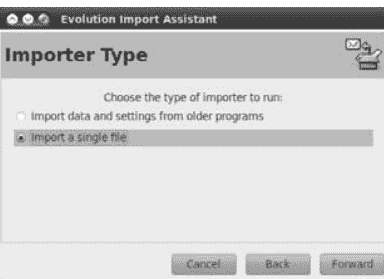 Evolution Import Assistant
Importer Type
Choose the type of importer to run:
Import data and settings from older programs
Import a single file
Cancel Back Forward